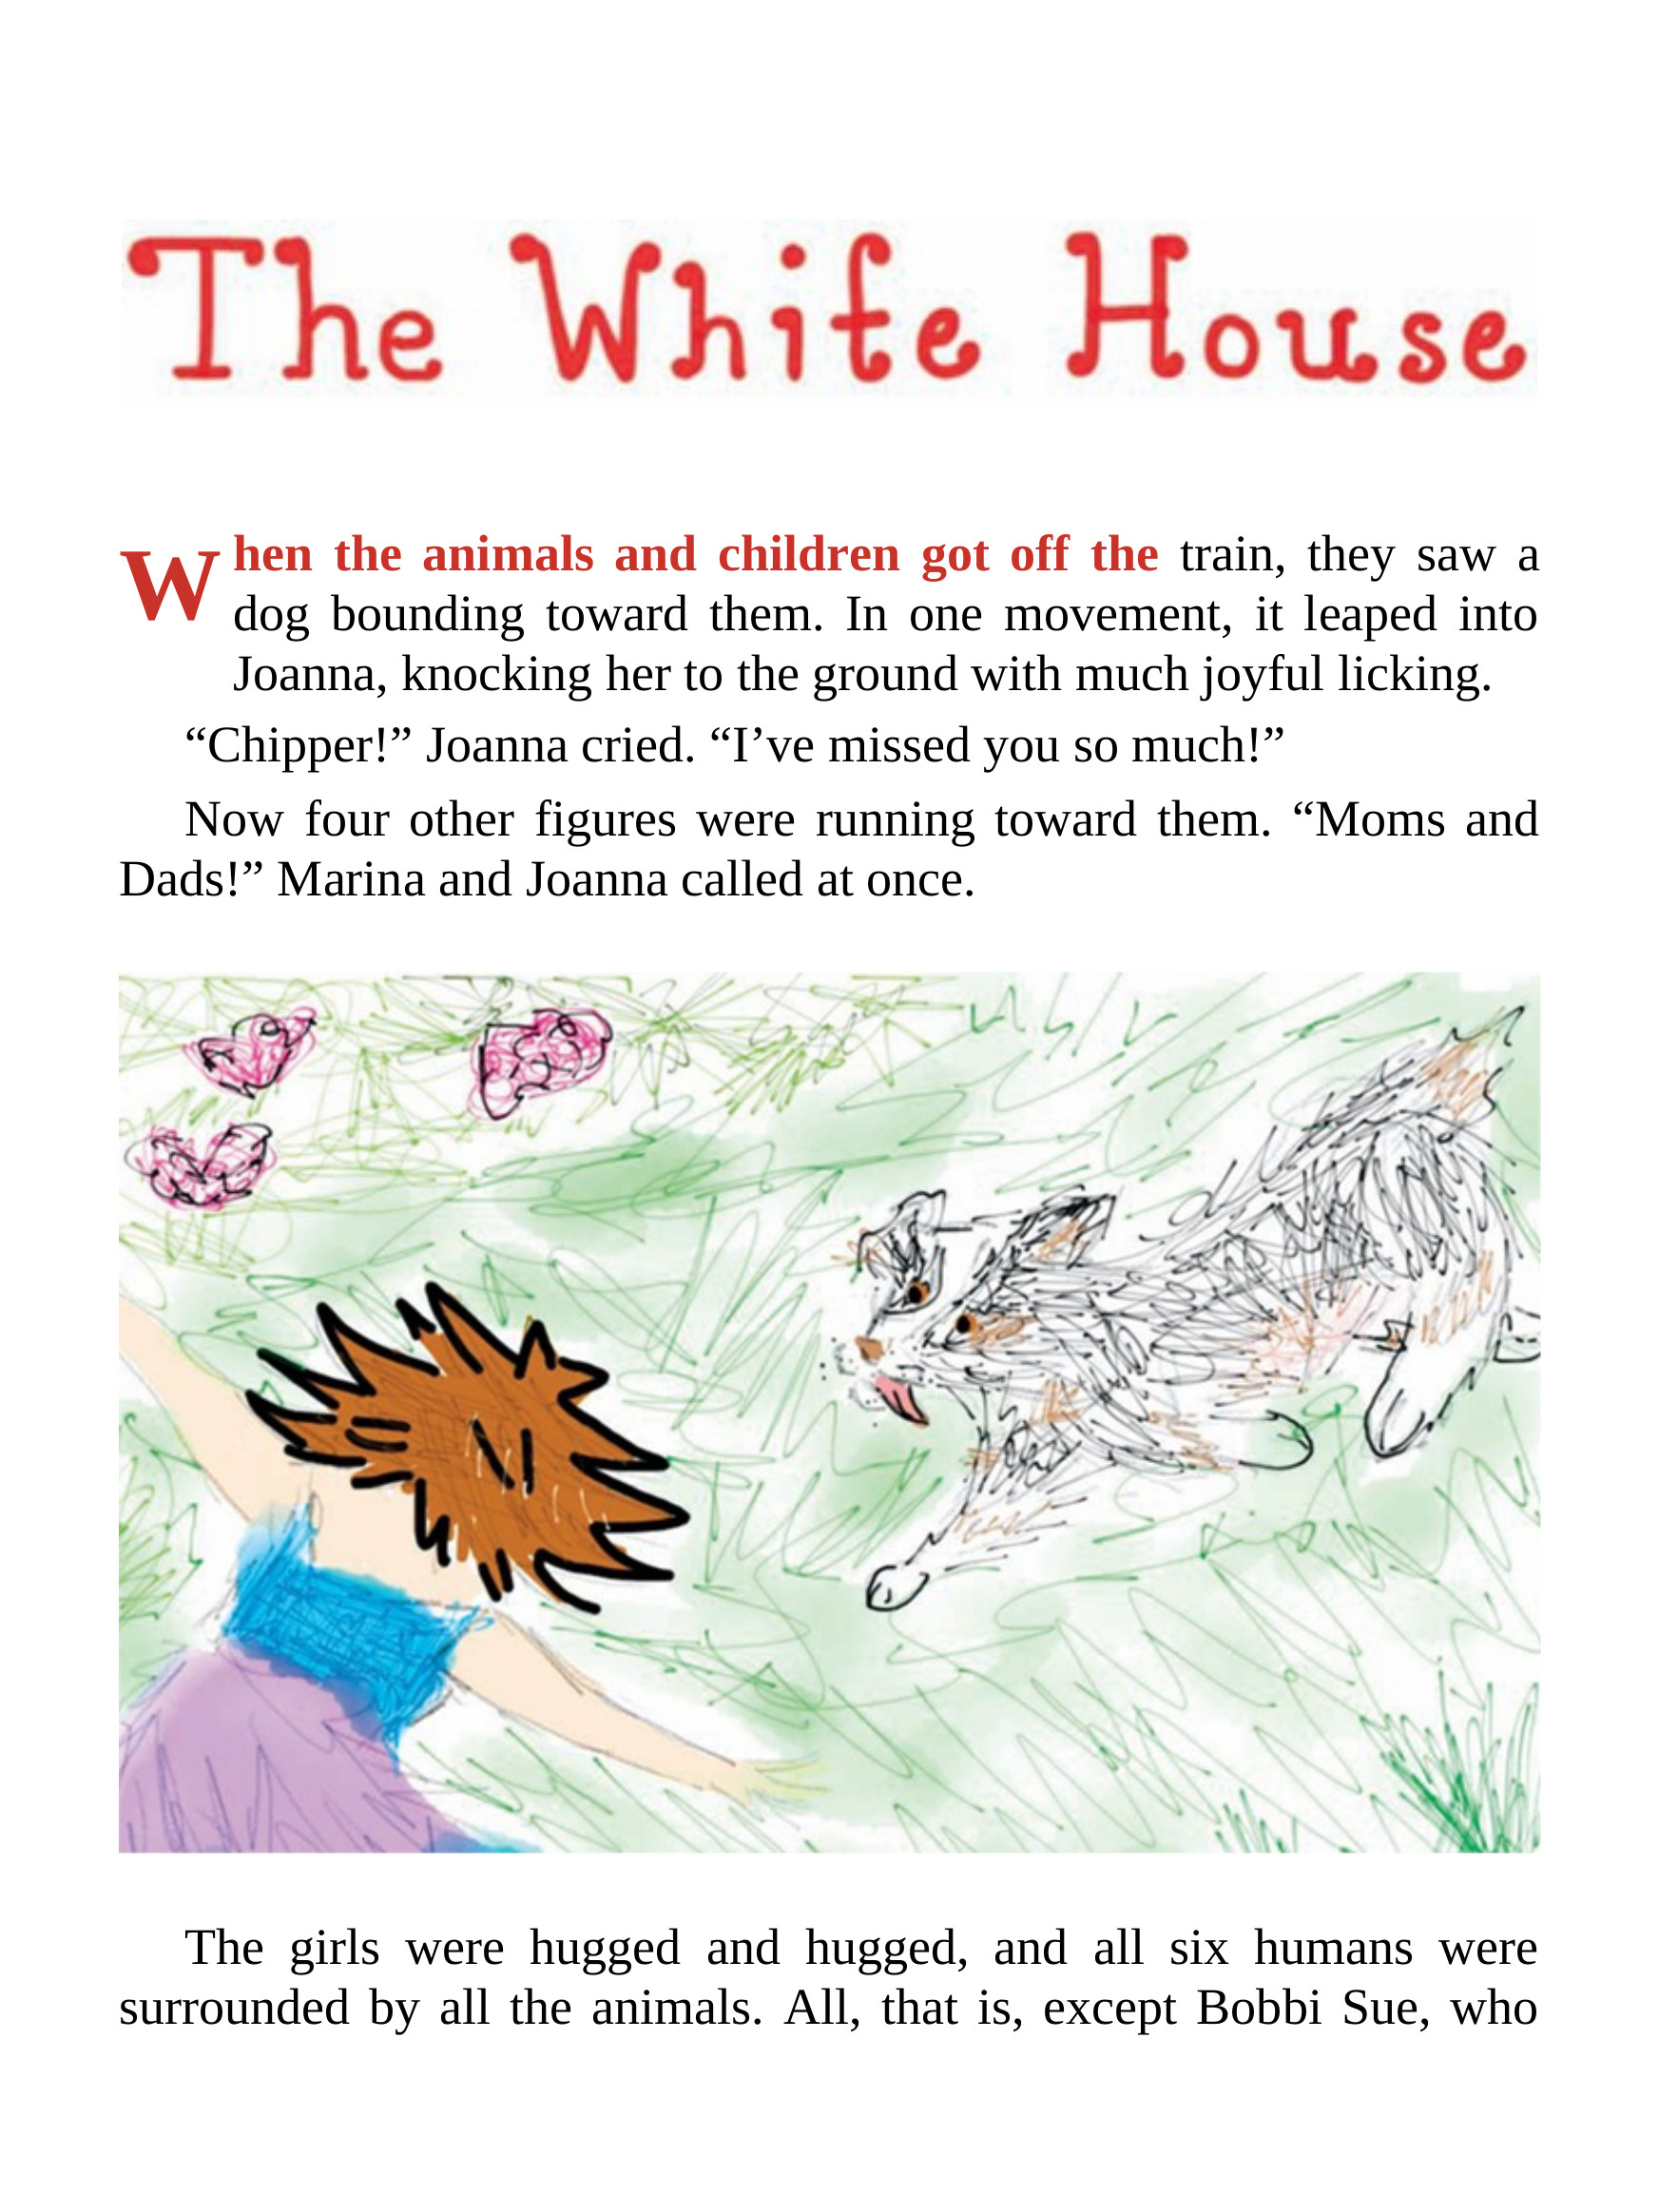 The White House
When the animals and children got off the train, they saw a
dog bounding toward them. In one movement, it leaped into
Joanna, knocking her to the ground with much joyful licking.
“Chipper!” Joanna cried. “I’ve missed you so much!”
Now four other figures were running toward them. “Moms and
Dads!” Marina and Joanna called at once.
The girls were hugged and hugged, and all six humans were
surrounded by all the animals. All, that is, except Bobbi Sue, who